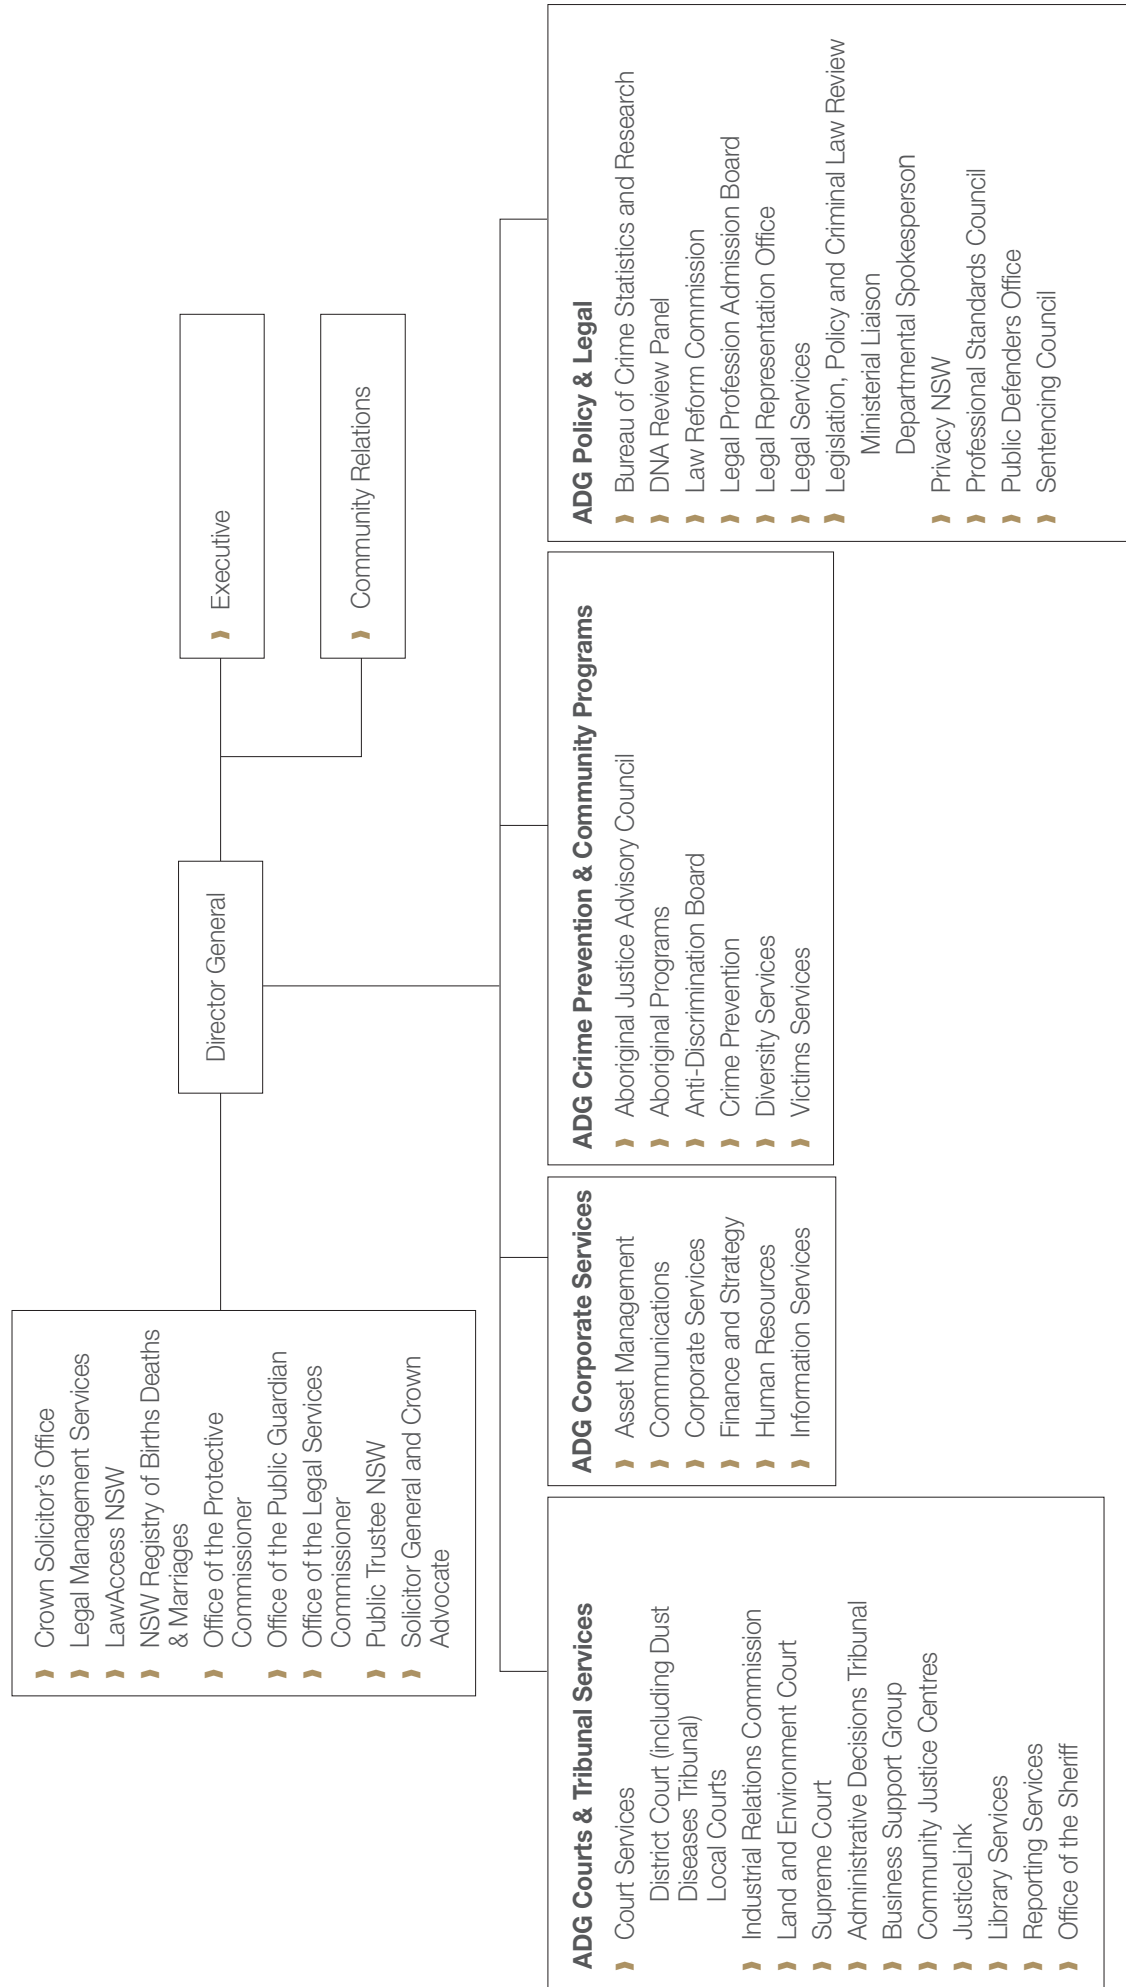 Crown Solicitor's Office
Legal Management Services
LawAccess NSW
NSW Registry of Births Deaths
& Marriages
Office of the Protective
Commissioner
Office of the Public Guardian
Office of the Legal Services
Commissioner
Public Trustee NSW
Solicitor General and Crown
Advocate
Director General
Executive
Community Relations
ADG Courts & Tribunal Services
Court Services
District Court (including Dust
Diseases Tribunal)
Local Courts
Industrial Relations Commission
Land and Environment Court
Supreme Court
Administrative Decisions Tribunal
Business Support Group
Community Justice Centres
JusticeLink
Library Services
Reporting Services
Office of the Sheriff
ADG Corporate Services
Asset Management
Communications
Corporate Services
Finance and Strategy
Human Resources
Information Services
ADG Crime Prevention & Community Programs
Aboriginal Justice Advisory Council
Aboriginal Programs
Anti-Discrimination Board
Crime Prevention
Diversity Services
Victims Services
ADG Policy & Legal
Bureau of Crime Statistics and Research
DNA Review Panel
Law Reform Commission
Legal Profession Admission Board
Legal Representation Office
Legal Services
Legislation, Policy and Criminal Law Review
Ministerial Liaison
Departmental Spokesperson
Privacy NSW
Professional Standards Council
Public Defenders Office
Sentencing Council